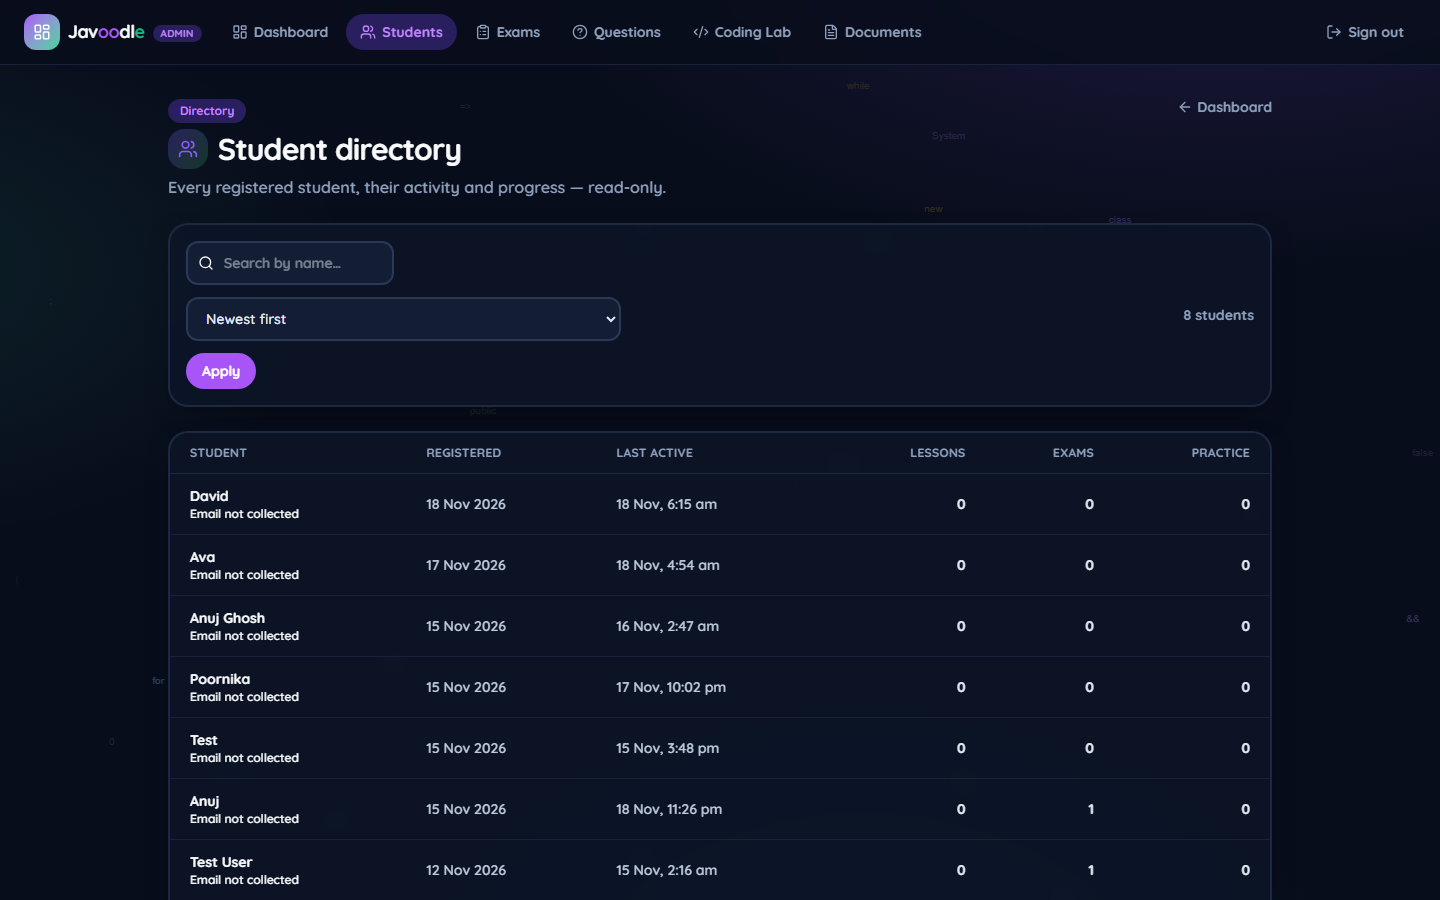 Javoodle ADMIN Dashboard Students Exams Questions Coding Lab Documents Sign out
while
=>
Directory
Dashboard
System
Student directory
Every registered student, their activity and progress — read-only.
new
class
Search by name…
Newest first
8 students
Apply
public
STUDENT REGISTERED LAST ACTIVE LESSONS EXAMS PRACTICE
false
David
Email not collected
18 Nov 2026 18 Nov, 6:15 am 0 0 0
Ava
Email not collected
17 Nov 2026 18 Nov, 4:54 am 0 0 0
Anuj Ghosh
Email not collected
15 Nov 2026 16 Nov, 2:47 am 0 0 0
&&
for
Poornika
Email not collected
15 Nov 2026 17 Nov, 10:02 pm 0 0 0
Test
Email not collected
15 Nov 2026 15 Nov, 3:48 pm 0 0 0
Anuj
Email not collected
15 Nov 2026 18 Nov, 11:26 pm 0 1 0
Test User
Email not collected
12 Nov 2026 15 Nov, 2:16 am 0 1 0